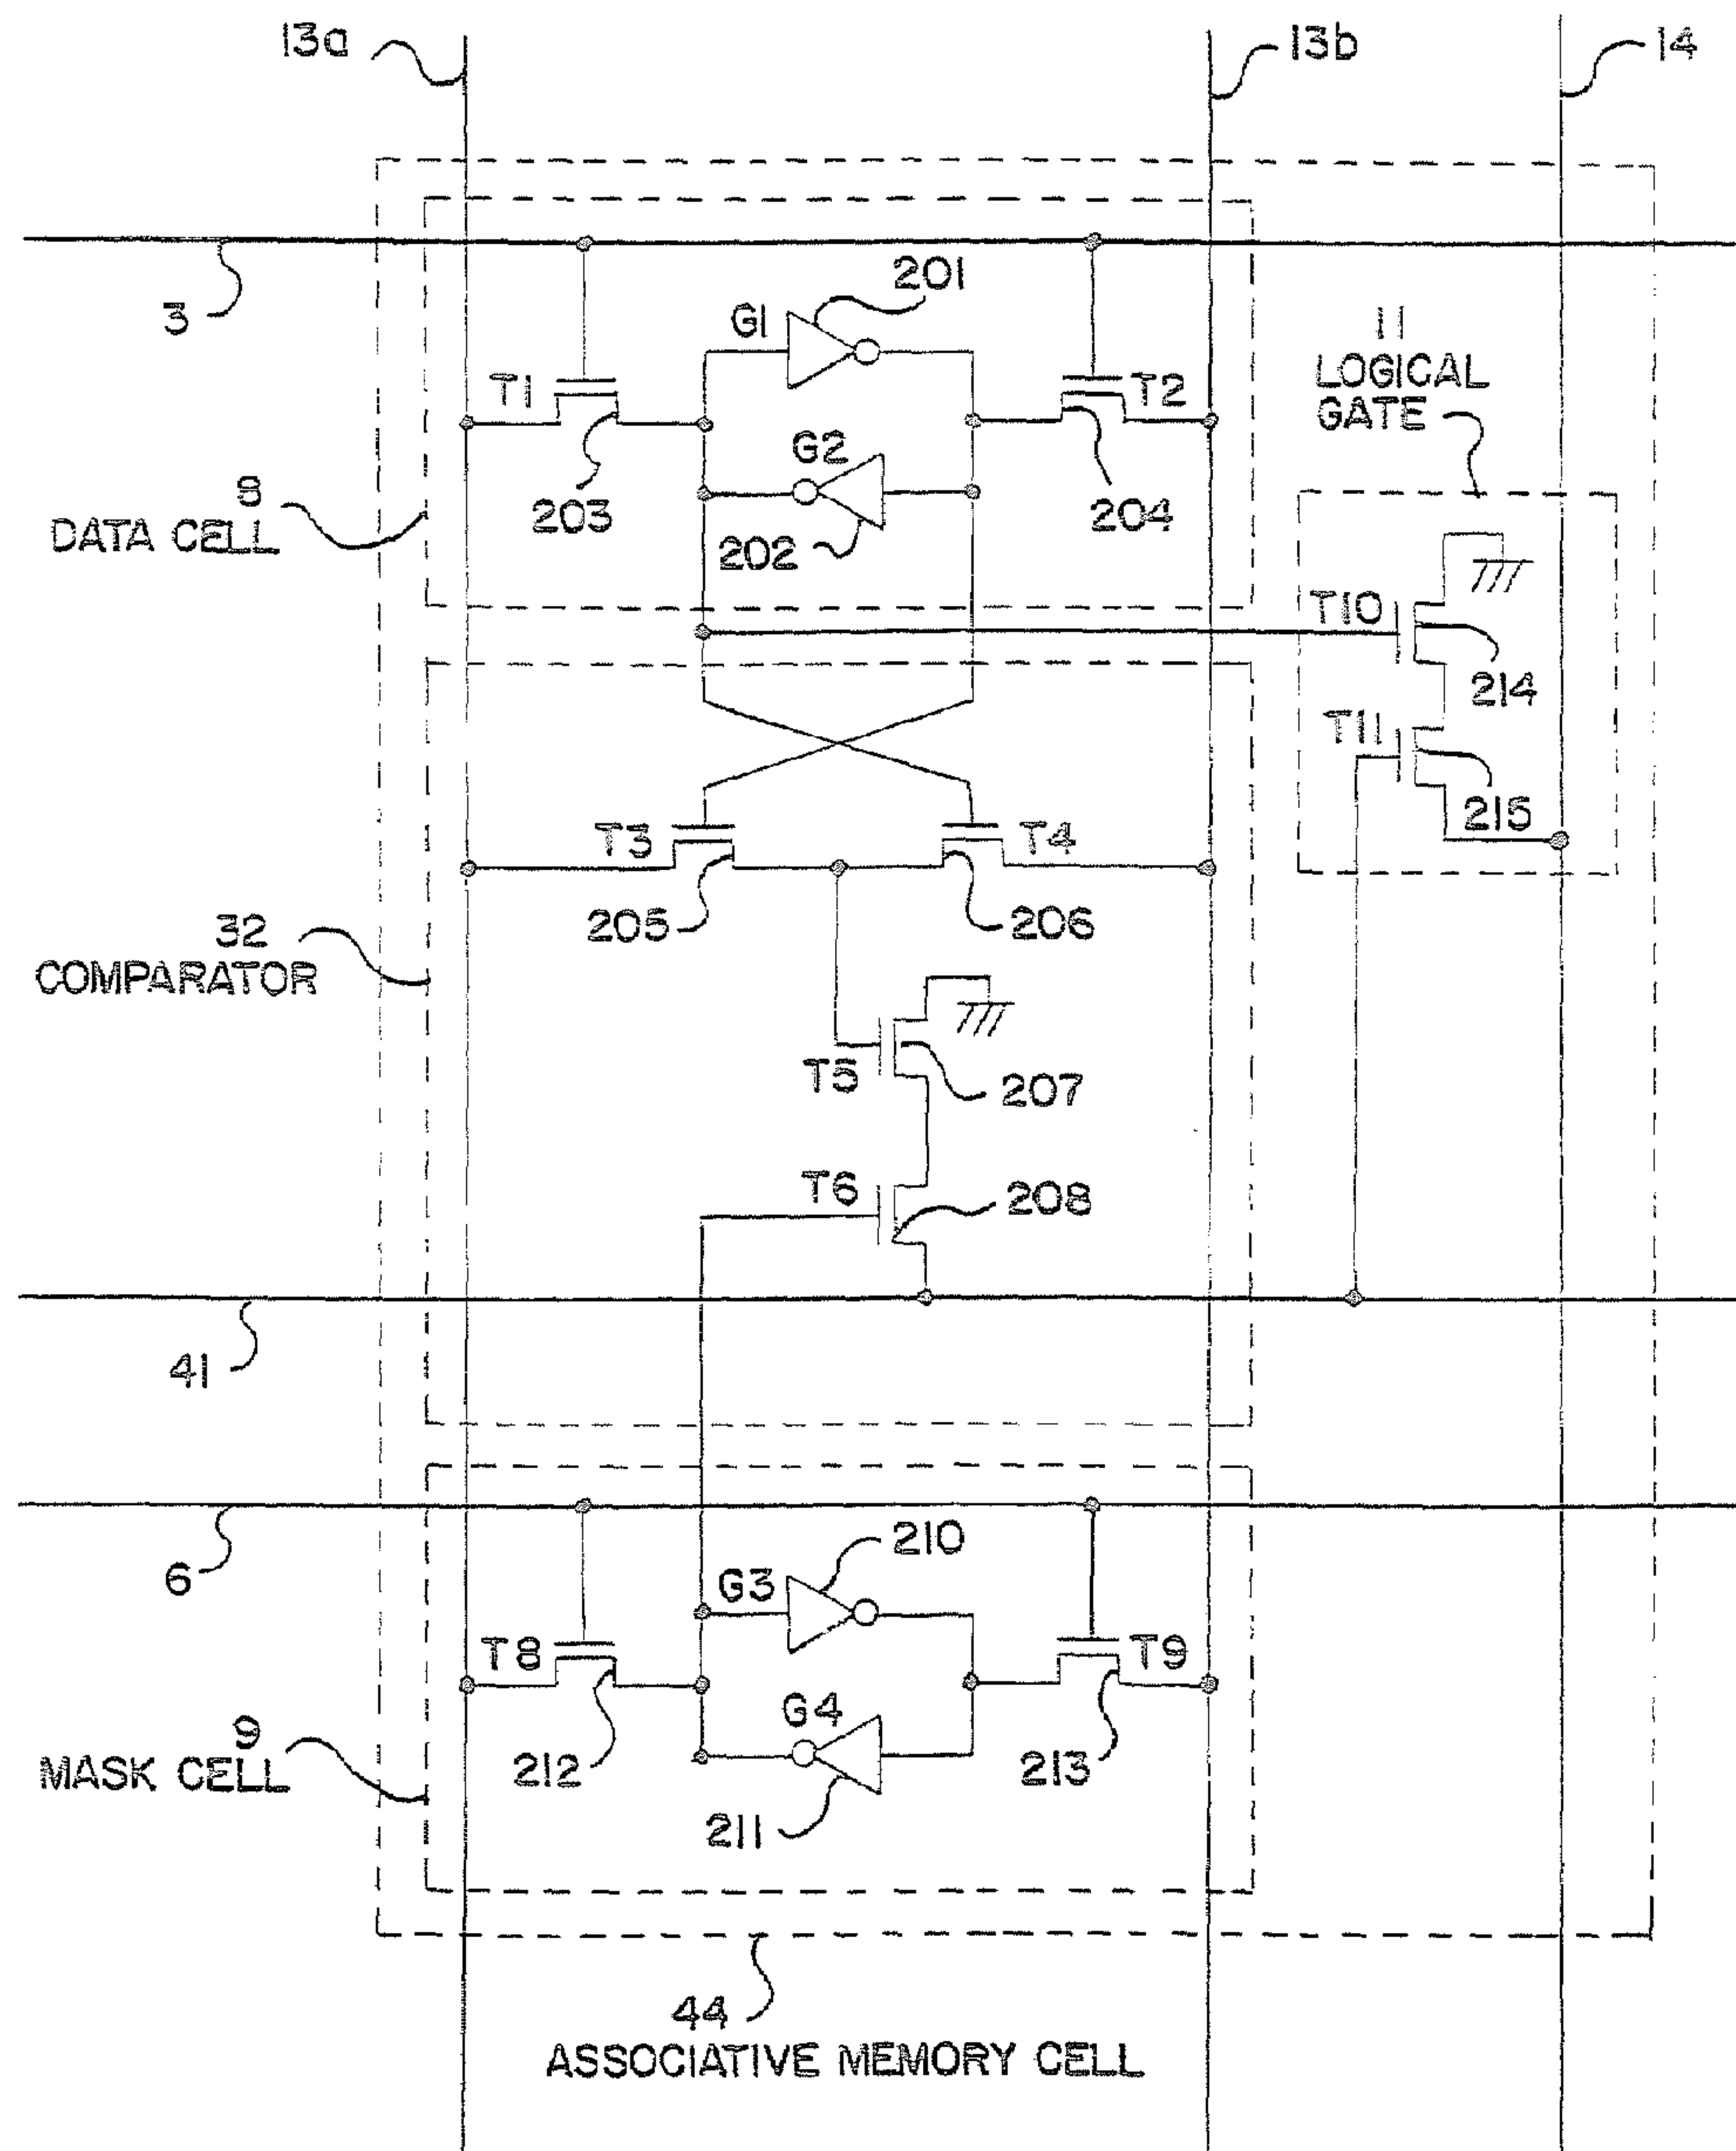 13a
13b
14
3
201
G1
11
LOGICAL
GATE
T1
T2
G2
203
204
8
DATA CELL
202
T10
214
T11
215
T3
T4
205
206
32
COMPARATOR
T5
207
T6
208
41
6
210
G3
T8
T9
G4
9
MASK CELL
212
213
211
44
ASSOCIATIVE MEMORY CELL